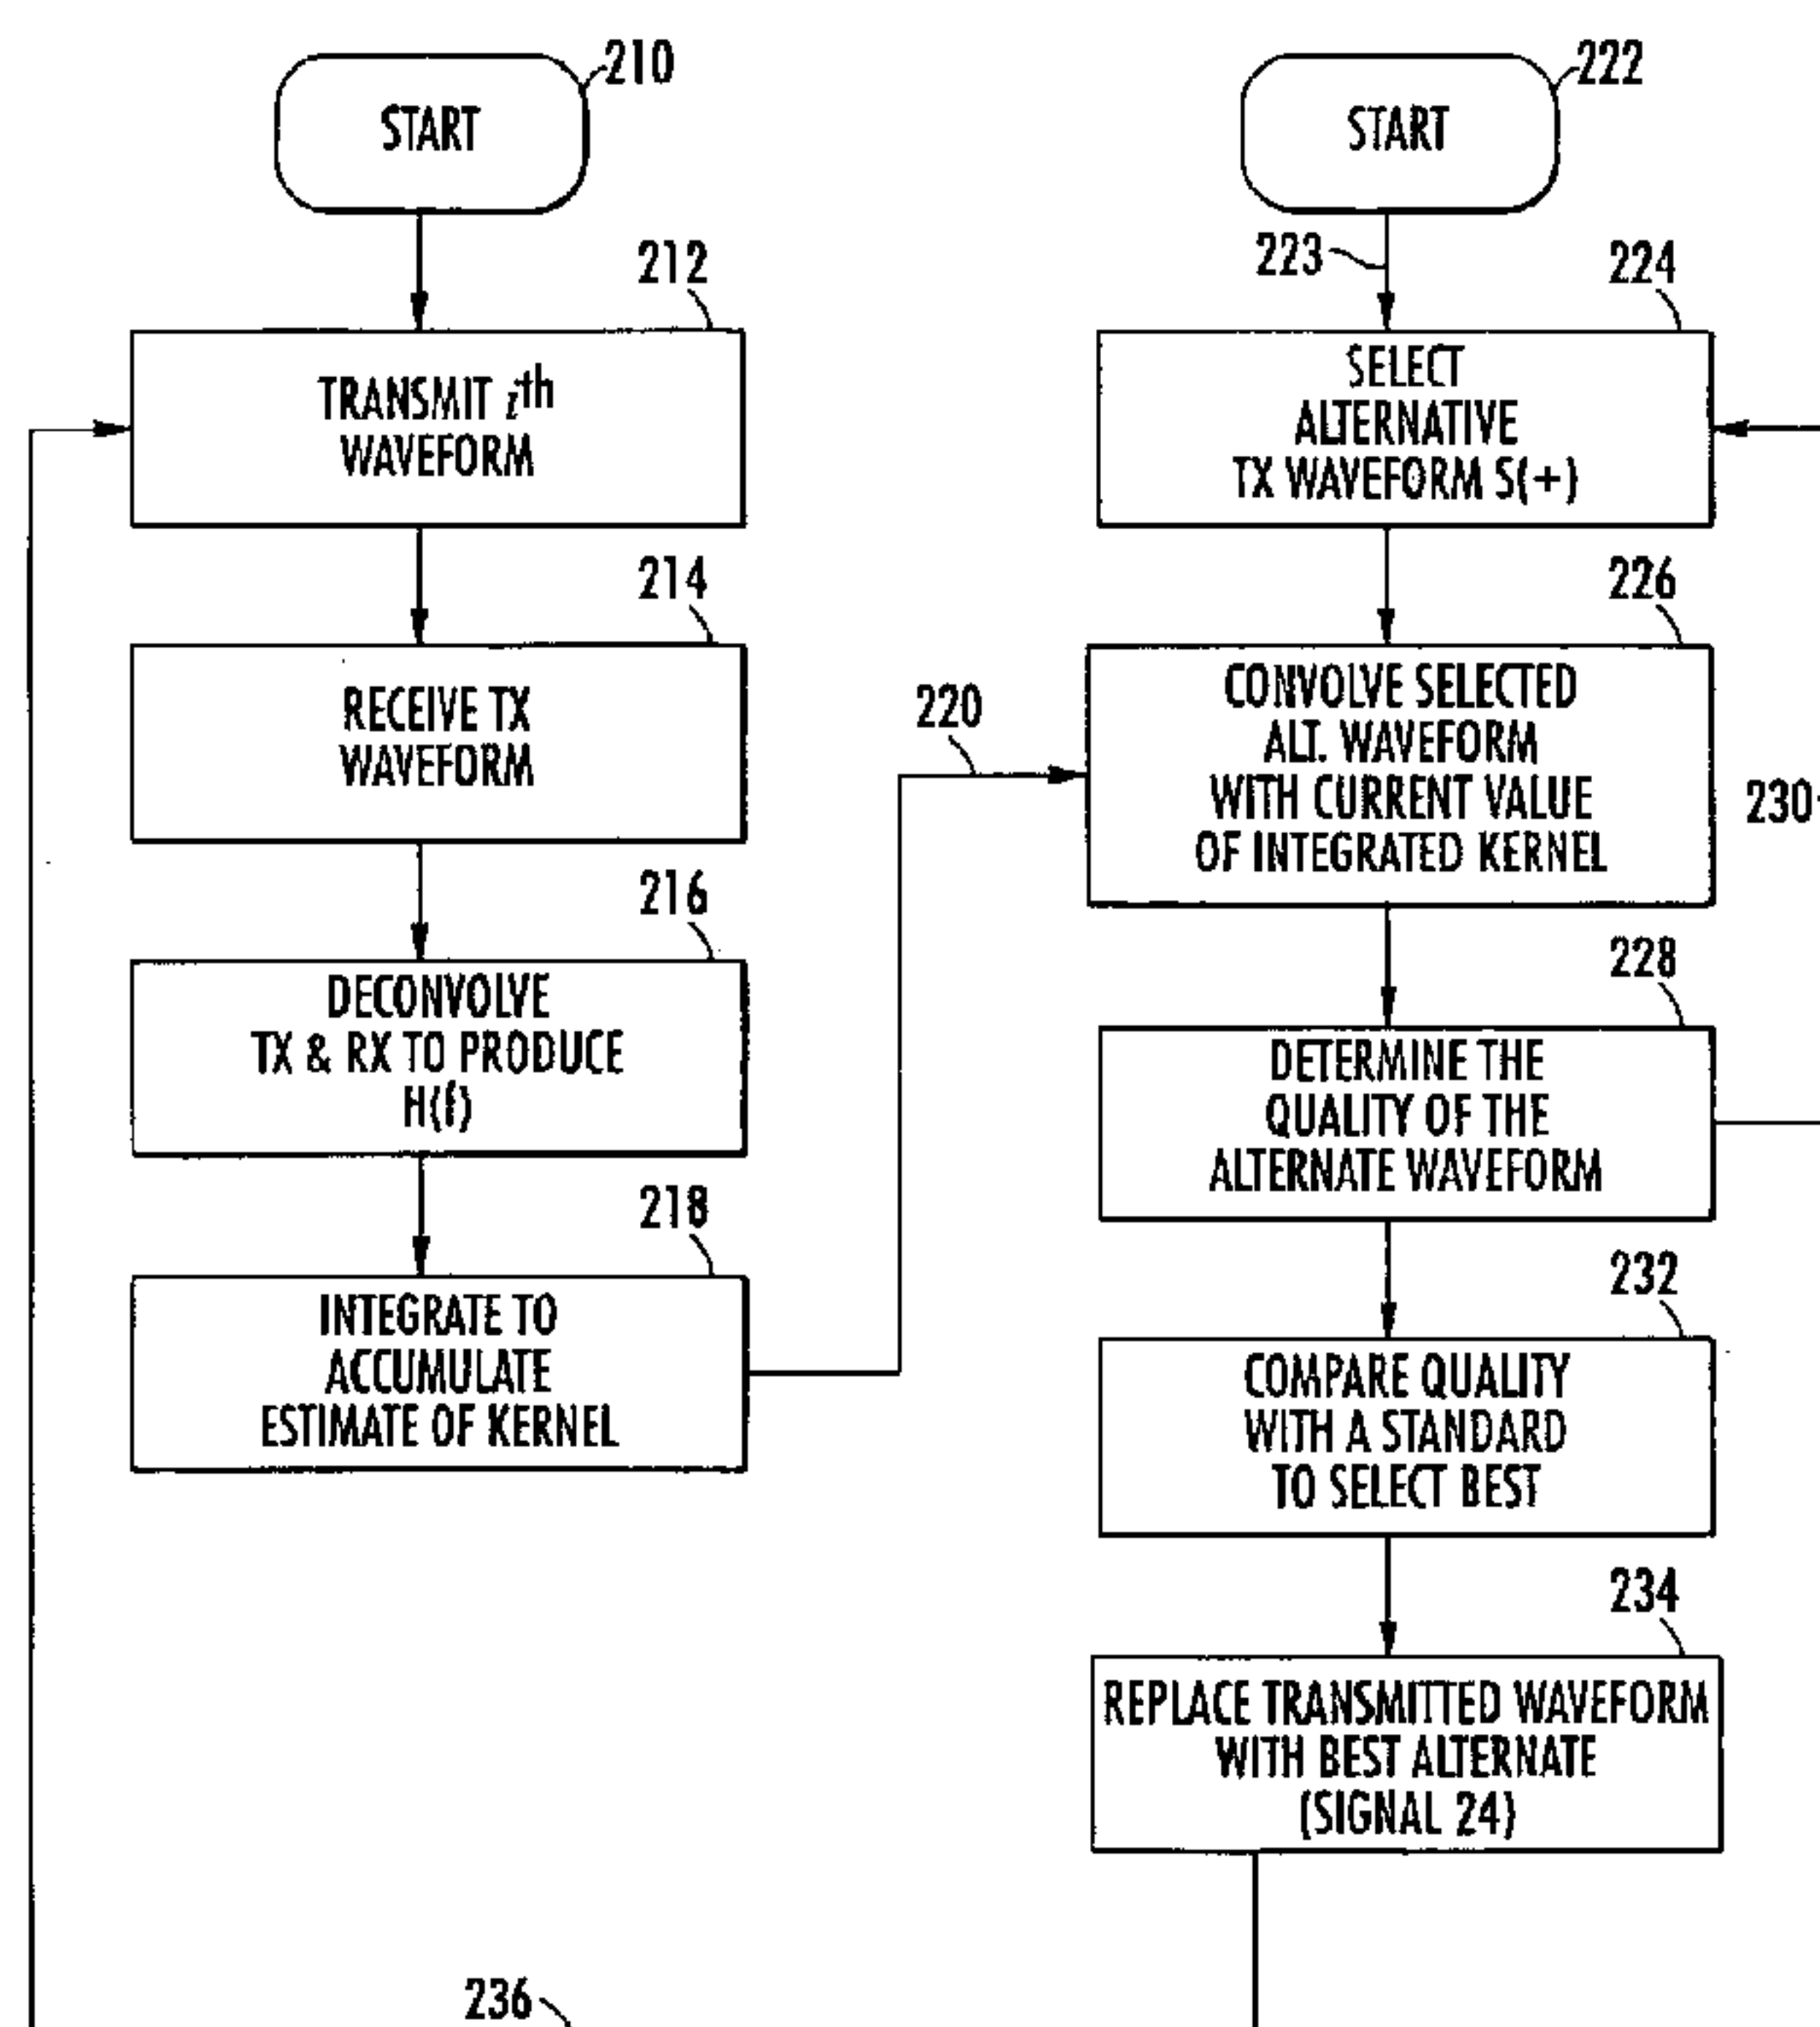 210
START
212
TRANSMIT ith
WAVEFORM
214
RECEIVE TX
WAVEFORM
216
DECONVOLVE
TX & RX TO PRODUCE
H(f)
218
INTEGRATE TO
ACCUMULATE
ESTIMATE OF KERNEL
220
222
START
223
224
SELECT
ALTERNATIVE
TX WAVEFORM S(+)
226
CONVOLVE SELECTED
ALT. WAVEFORM
WITH CURRENT VALUE
OF INTEGRATED KERNEL
230
228
DETERMINE THE
QUALITY OF THE
ALTERNATE WAVEFORM
232
COMPARE QUALITY
WITH A STANDARD
TO SELECT BEST
234
REPLACE TRANSMITTED WAVEFORM
WITH BEST ALTERNATE
(SIGNAL 24)
236